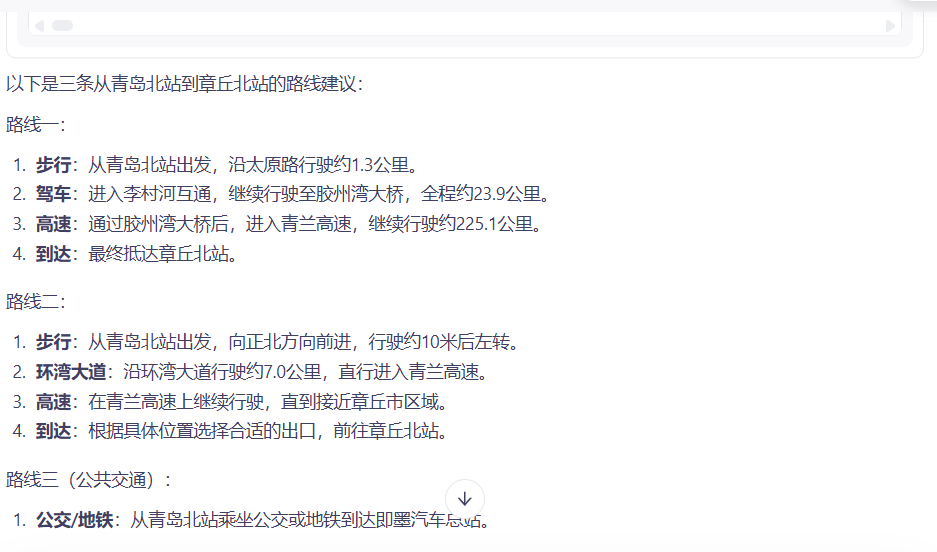 以下是三条从青岛北站到章丘北站的路线建议：
路线一：
1. 步行：从青岛北站出发，沿太原路行驶约1.3公里。
2. 驾车：进入李村河互通，继续行驶至胶州湾大桥，全程约23.9公里。
3. 高速：通过胶州湾大桥后，进入青兰高速，继续行驶约225.1公里。
4. 到达：最终抵达章丘北站。
路线二：
1. 步行：从青岛北站出发，向正北方向前进，行驶约10米后左转。
2. 环湾大道：沿环湾大道行驶约7.0公里，直行进入青兰高速。
3. 高速：在青兰高速上继续行驶，直到接近章丘市区域。
4. 到达：根据具体位置选择合适的出口，前往章丘北站。
路线三（公共交通）：
1. 公交/地铁：从青岛北站乘坐公交或地铁到达即墨汽车总站。